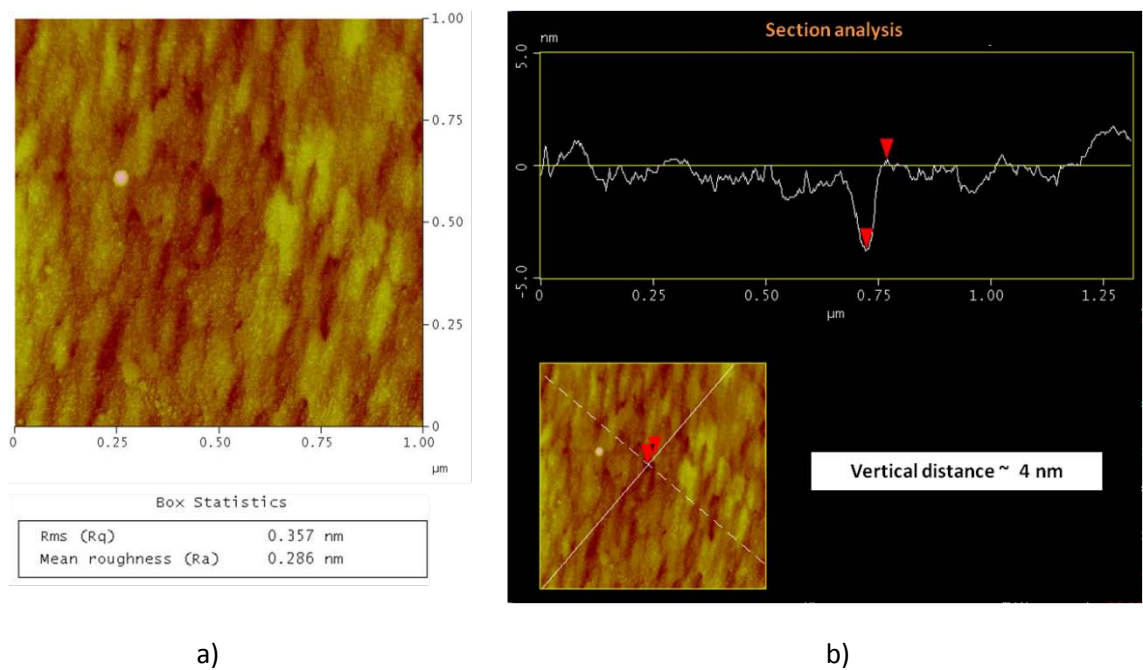 1.00
0.75
0.50
0.25
0
0
0.25
0.50
0.75
1.00
µm
Box Statistics
Rms (Rq) 0.357 nm
Mean roughness (Ra) 0.286 nm
a)
Section analysis
nm
5.0
0
-5.0
0
0.25
0.50
0.75
1.00
1.25
µm
Vertical distance ~ 4 nm
b)